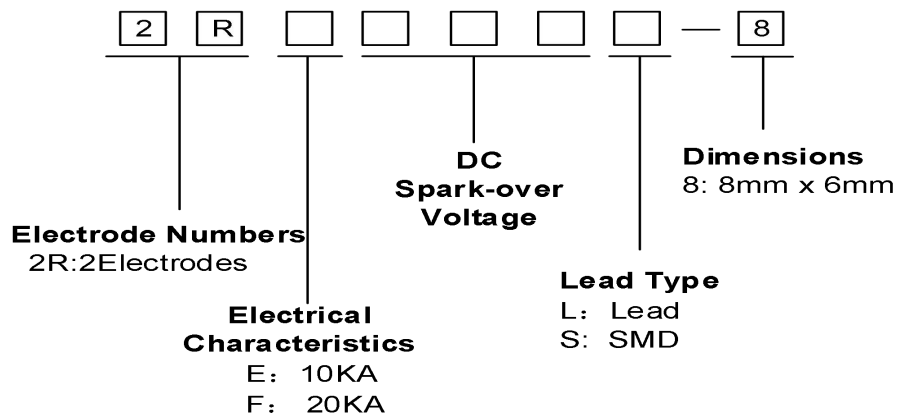 2 R — 8
DC
Spark-over
Voltage
Dimensions
8: 8mm x 6mm
Electrode Numbers
2R:2Electrodes
Lead Type
L： Lead
S: SMD
Electrical
Characteristics
E： 10KA
F： 20KA